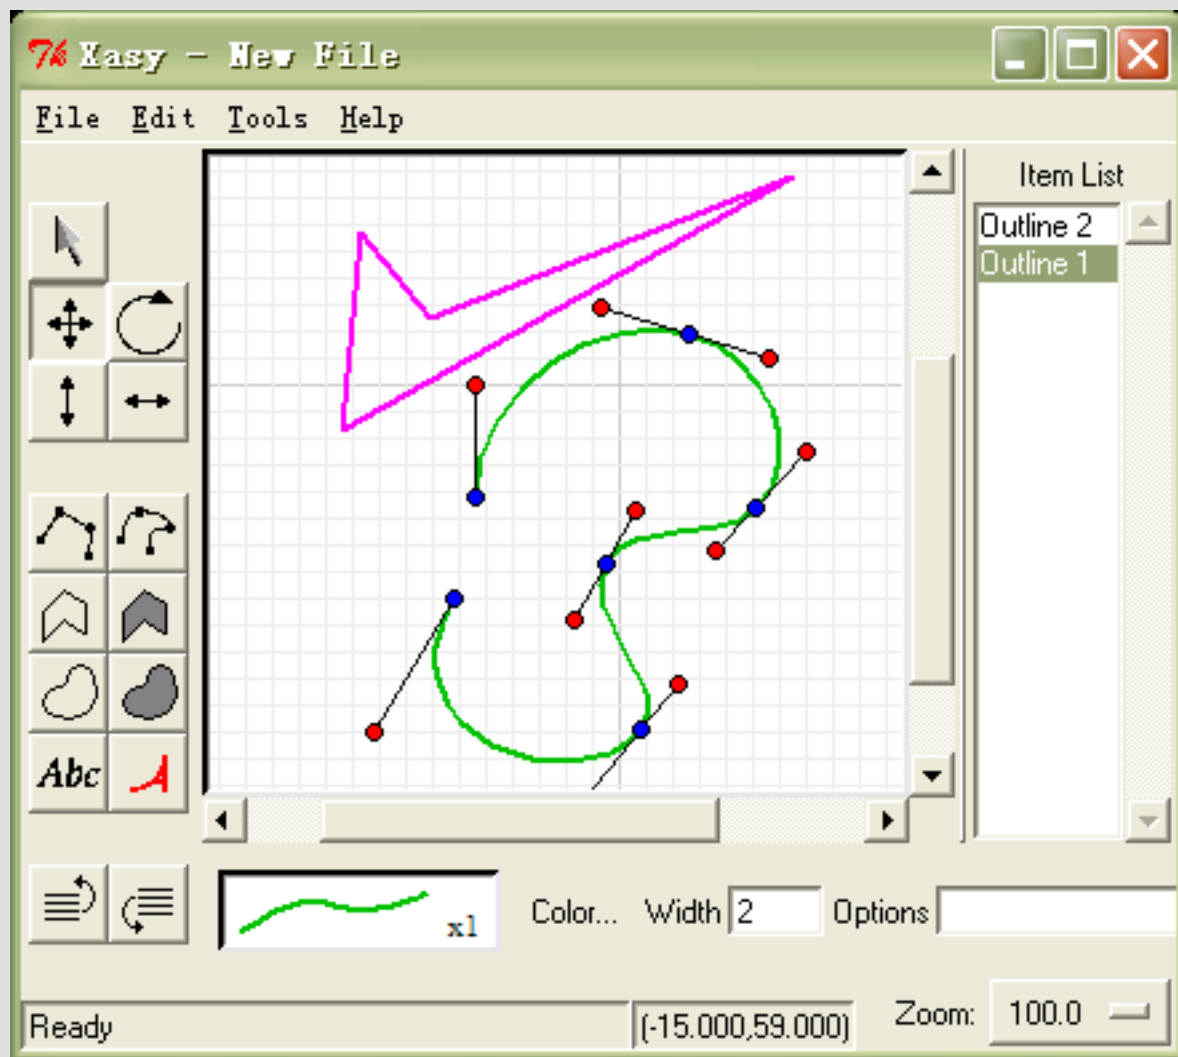 Xasy - New File
File Edit Tools Help
Item List
Outline 2
Outline 1
Abc
x1
Color... Width 2 Options
Ready (-15.000,59.000) Zoom: 100.0